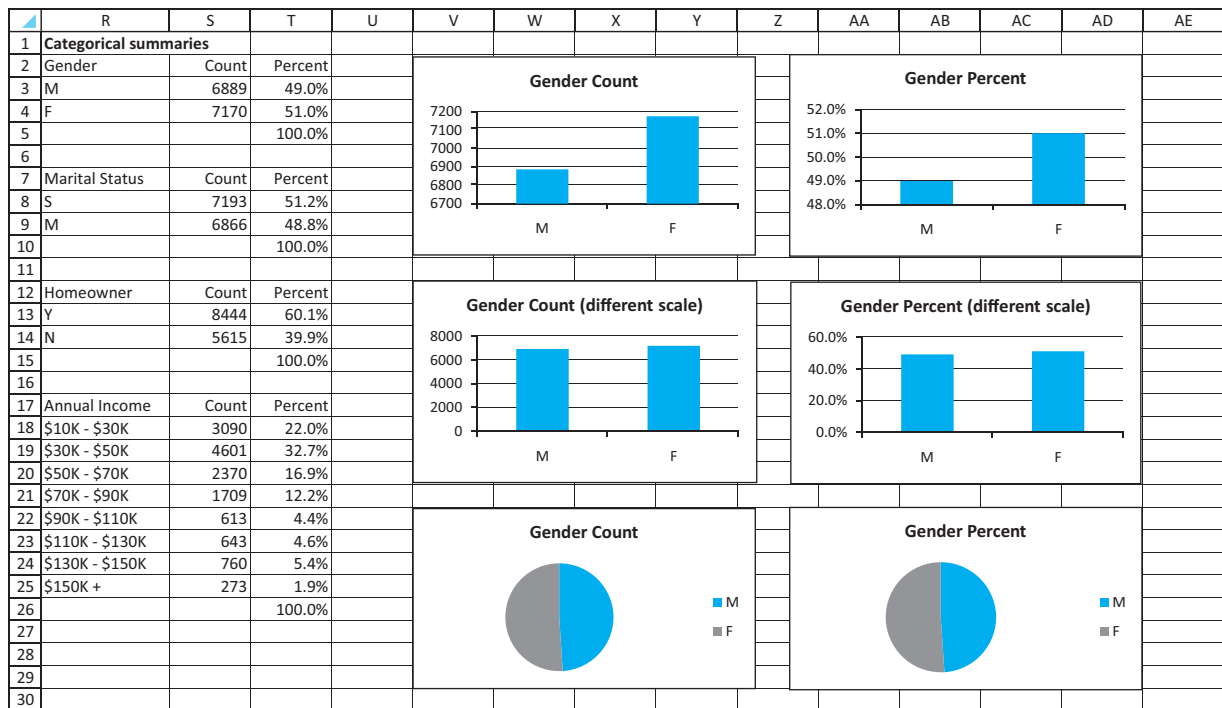 R S T U V W X Y Z AA AB AC AD AE
1 Categorical summaries
2 Gender Count Percent
3 M 6889 49.0%
4 F 7170 51.0%
5 100.0%
6
7 Marital Status Count Percent
8 S 7193 51.2%
9 M 6866 48.8%
10 100.0%
11
12 Homeowner Count Percent
13 Y 8444 60.1%
14 N 5615 39.9%
15 100.0%
16
17 Annual Income Count Percent
18 $10K - $30K 3090 22.0%
19 $30K - $50K 4601 32.7%
20 $50K - $70K 2370 16.9%
21 $70K - $90K 1709 12.2%
22 $90K - $110K 613 4.4%
23 $110K - $130K 643 4.6%
24 $130K - $150K 760 5.4%
25 $150K + 273 1.9%
26 100.0%
27
28
29
30
Gender Count
7200
7100
7000
6900
6800
6700
M F
Gender Percent
52.0%
51.0%
50.0%
49.0%
48.0%
M F
Gender Count (different scale)
8000
6000
4000
2000
0
M F
Gender Percent (different scale)
60.0%
40.0%
20.0%
0.0%
M F
Gender Count
M
F
Gender Percent
M
F